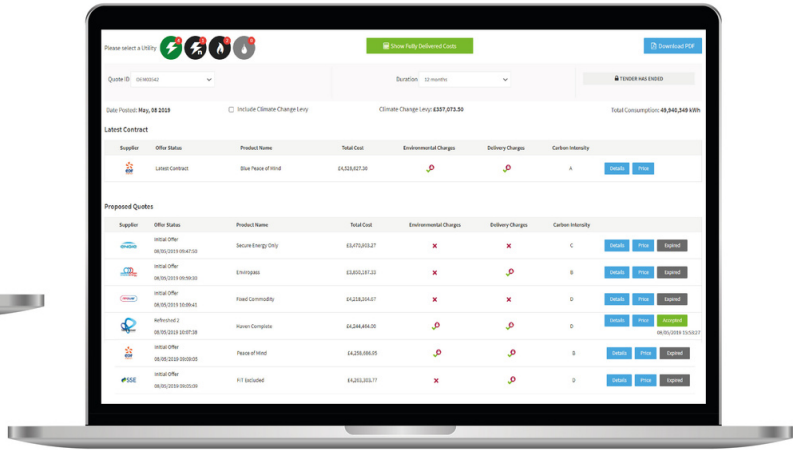 Please select a Utility
Show Fully Delivered Costs
Download PDF
Quote ID
Duration 12 months
TENDER HAS ENDED
Date Posted: May, 08 2019
Include Climate Change Levy
Climate Change Levy: £357,073.50
Total Consumption: 49,940,349 kWh
Latest Contract
Supplier Offer Status Product Name Total Cost Environmental Charges Delivery Charges Carbon Intensity
EDF Latest Contract Blue Peace of Mind A Details Price
Proposed Quotes
Supplier Offer Status Product Name Total Cost Environmental Charges Delivery Charges Carbon Intensity
Initial Offer
Secure Energy Only C Details Price Expired
Initial Offer
Enviropass B Details Price Expired
Initial Offer
Fixed Commodity D Details Price Expired
Refreshed 2
Haven Complete D Details Price Accepted
Initial Offer
EDF Peace of Mind B Details Price Expired
Initial Offer
SSE FiT Excluded D Details Price Expired